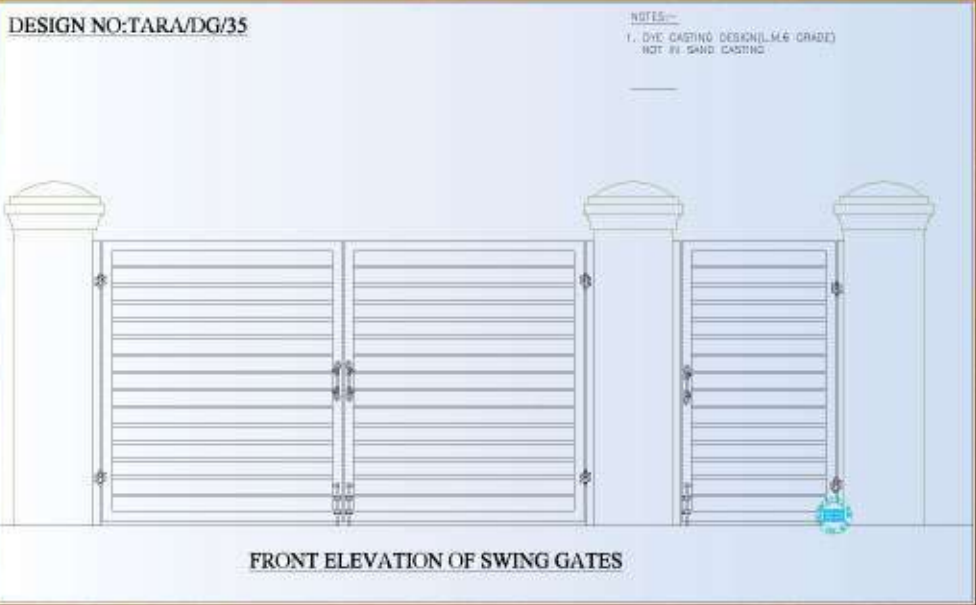 DESIGN NO:TARA/DG/35
NOTES:-
1. DYE CASTING DESIGN(L.M.6 GRADE)
NOT IN SAND CASTING
FRONT ELEVATION OF SWING GATES